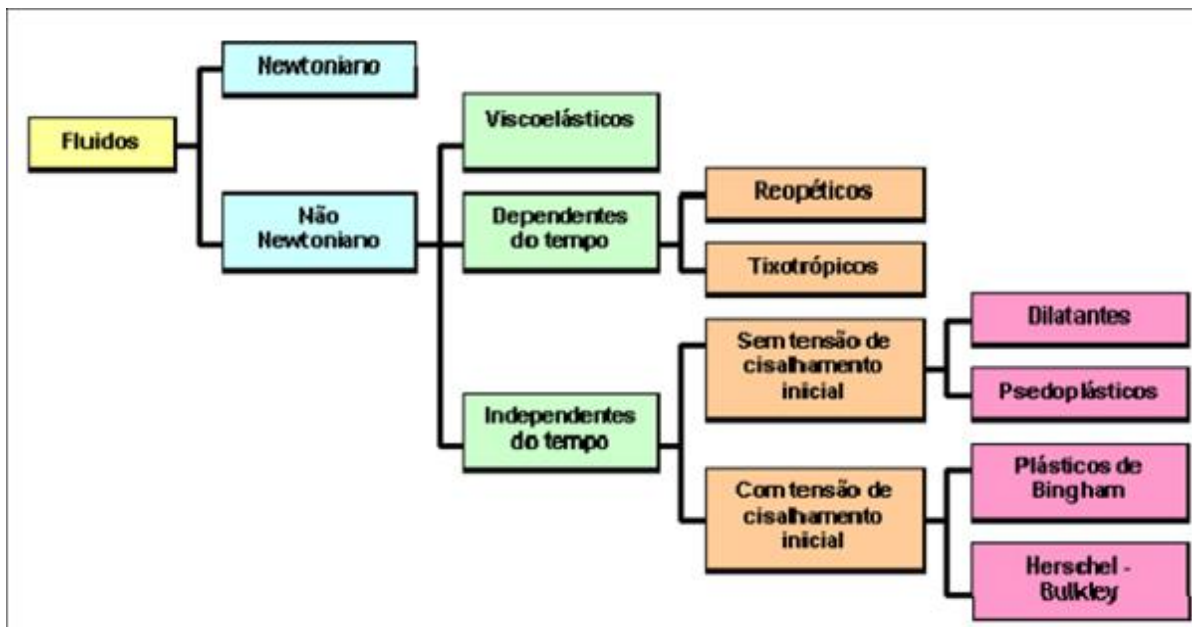 Fluidos
Newtoniano
Não
Newtoniano
Viscoelásticos
Dependentes
do tempo
Independentes
do tempo
Reopéticos
Tixotrópicos
Sem tensão de
cisalhamento
inicial
Com tensão de
cisalhamento
inicial
Dilatantes
Psedoplásticos
Plásticos de
Bingham
Herschel -
Bulkley